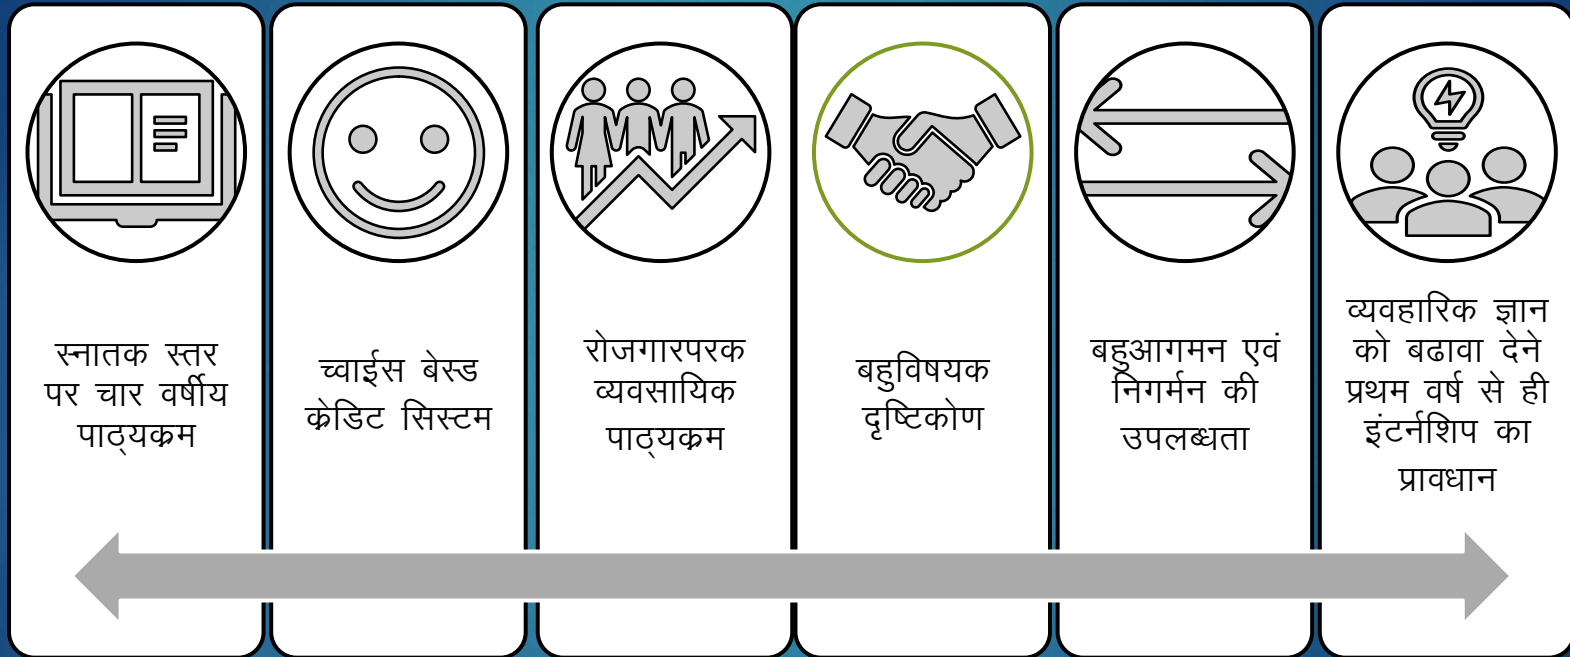 स्नातक स्तर
पर चार वर्षीय
पाठ्यक्रम
च्वाईस बेस्ड
क्रेडिट सिस्टम
रोजगारपरक
व्यवसायिक
पाठ्यक्रम
बहुविषयक
दृष्टिकोण
बहुआगमन एवं
निगर्मन की
उपलब्धता
व्यवहारिक ज्ञान
को बढावा देने
प्रथम वर्ष से ही
इंटर्नशिप का
प्रावधान